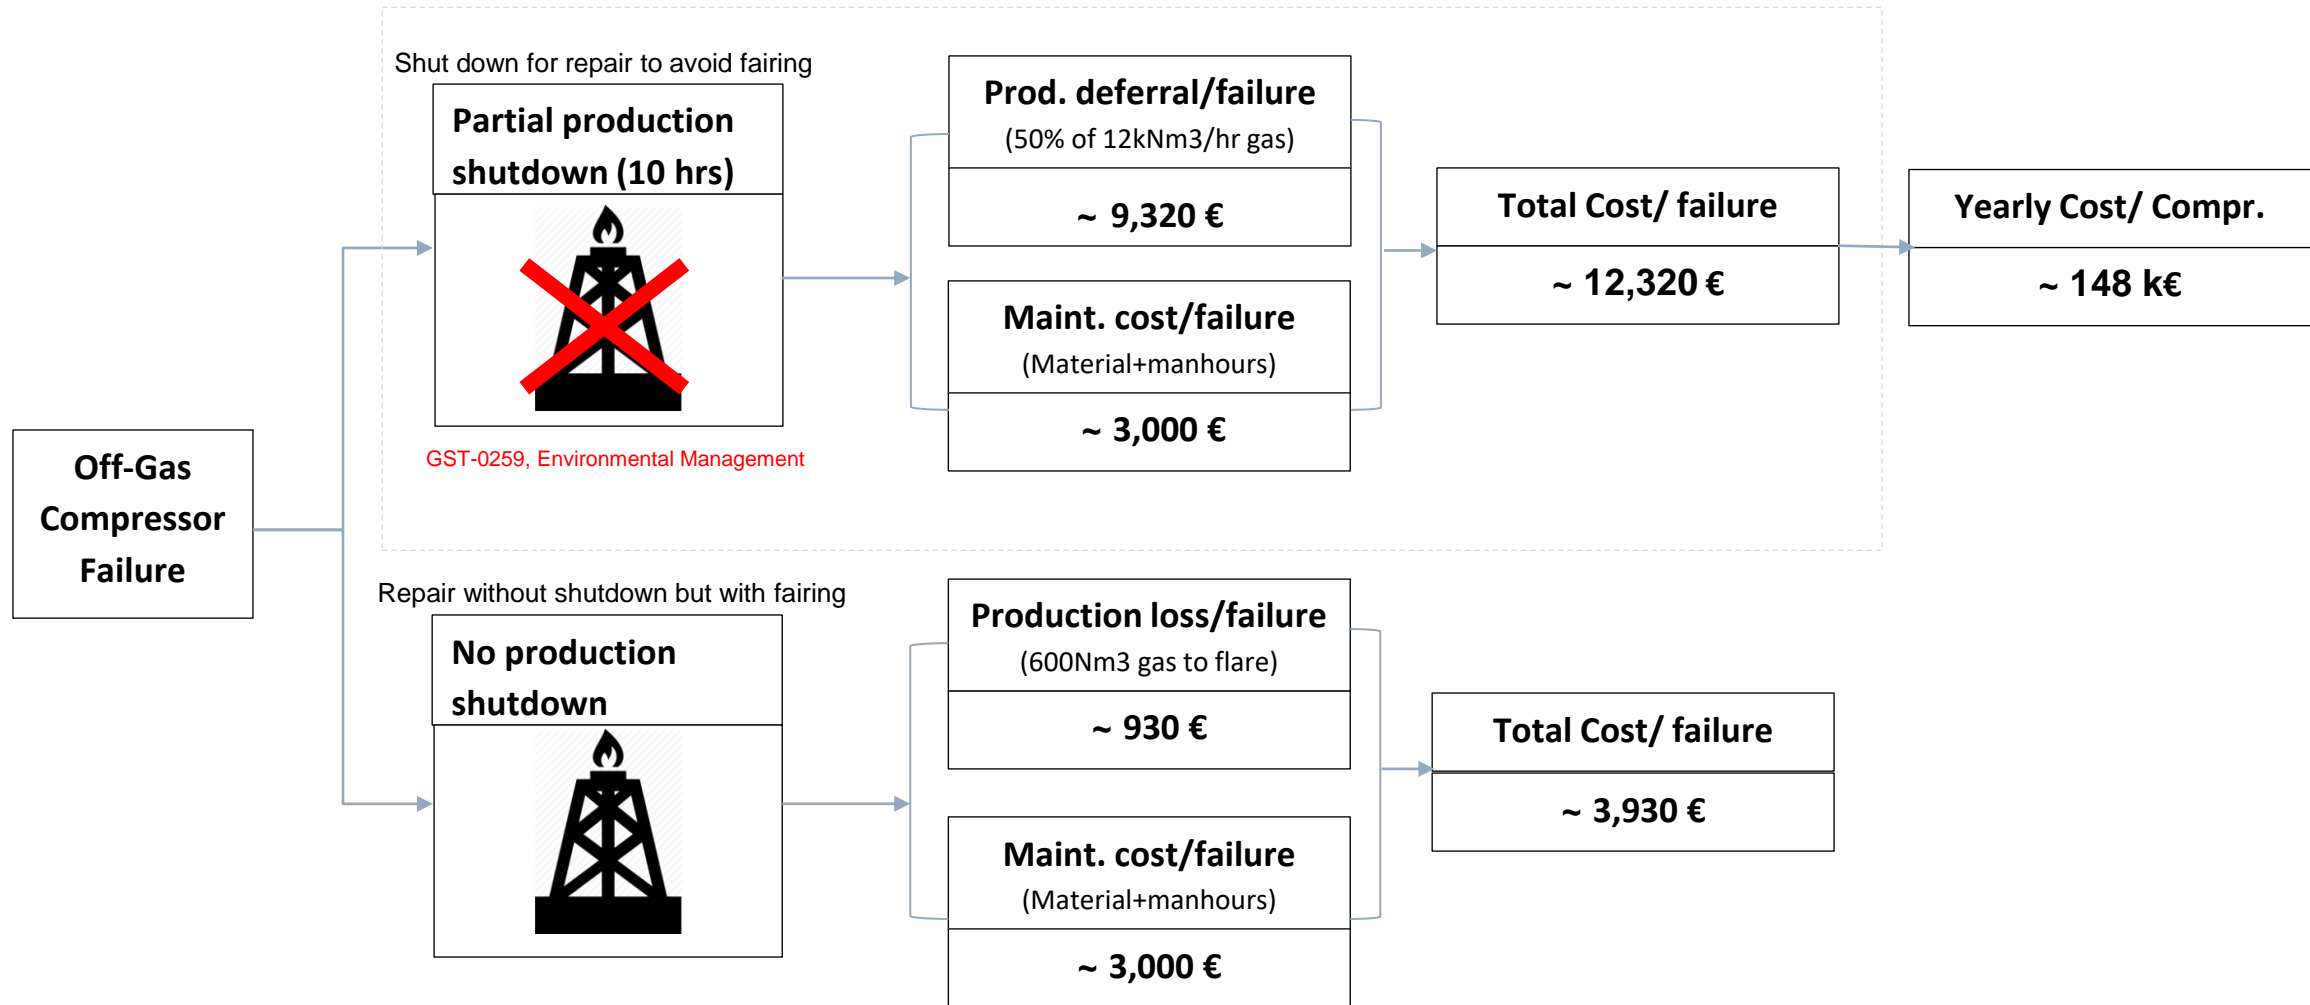 Shut down for repair to avoid fairing
Partial production
shutdown (10 hrs)
GST-0259, Environmental Management
Prod. deferral/failure
(50% of 12kNm3/hr gas)
~ 9,320 €
Maint. cost/failure
(Material+manhours)
~ 3,000 €
Total Cost/ failure
~ 12,320 €
Yearly Cost/ Compr.
~ 148 k€
Off-Gas
Compressor
Failure
Repair without shutdown but with fairing
No production
shutdown
Production loss/failure
(600Nm3 gas to flare)
~ 930 €
Maint. cost/failure
(Material+manhours)
~ 3,000 €
Total Cost/ failure
~ 3,930 €